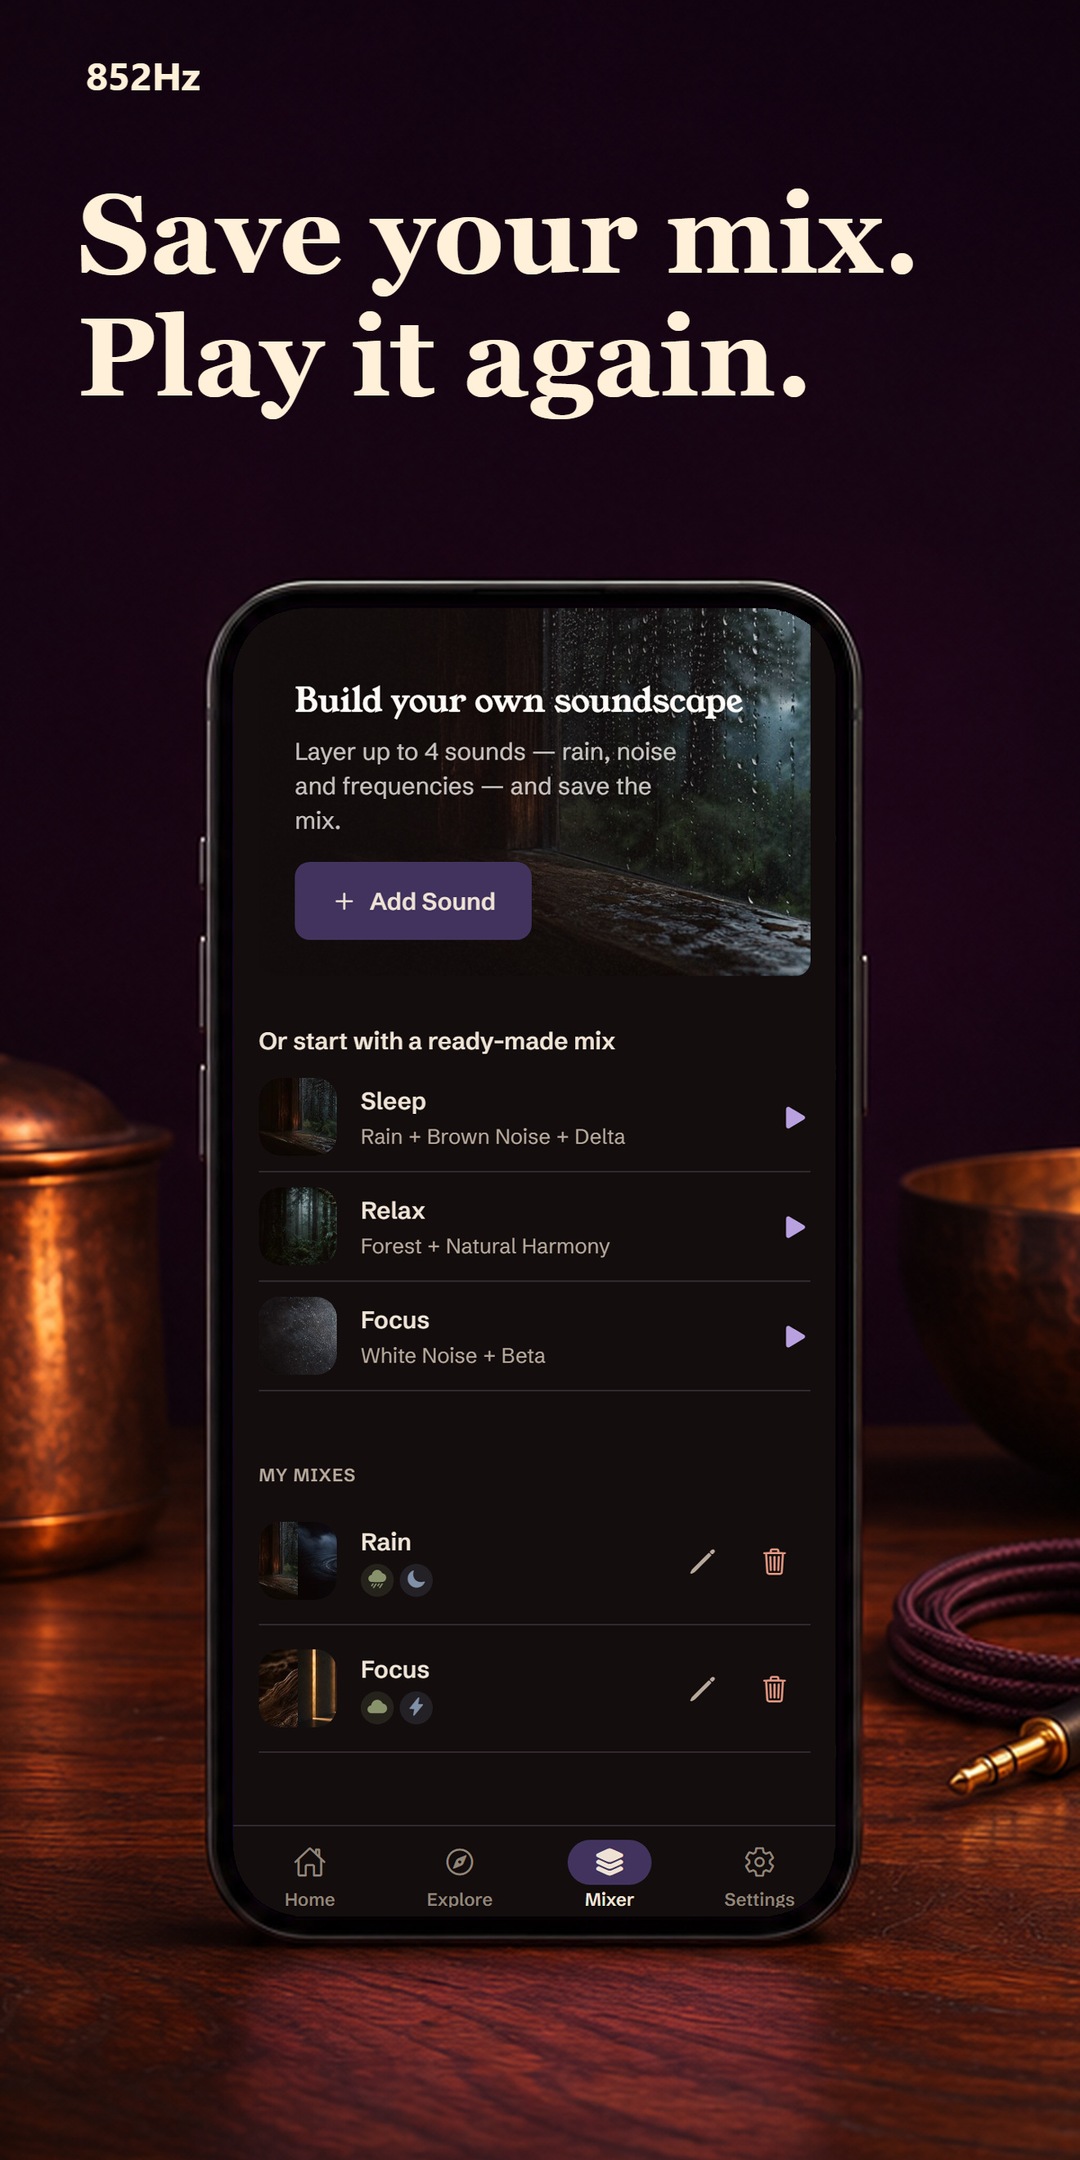 852Hz
Save your mix.
Play it again.
Build your own soundscape
Layer up to 4 sounds — rain, noise
and frequencies — and save the
mix.
+ Add Sound
Or start with a ready-made mix
Sleep
Rain + Brown Noise + Delta
Relax
Forest + Natural Harmony
Focus
White Noise + Beta
MY MIXES
Rain
Focus
Home
Explore
Mixer
Settings